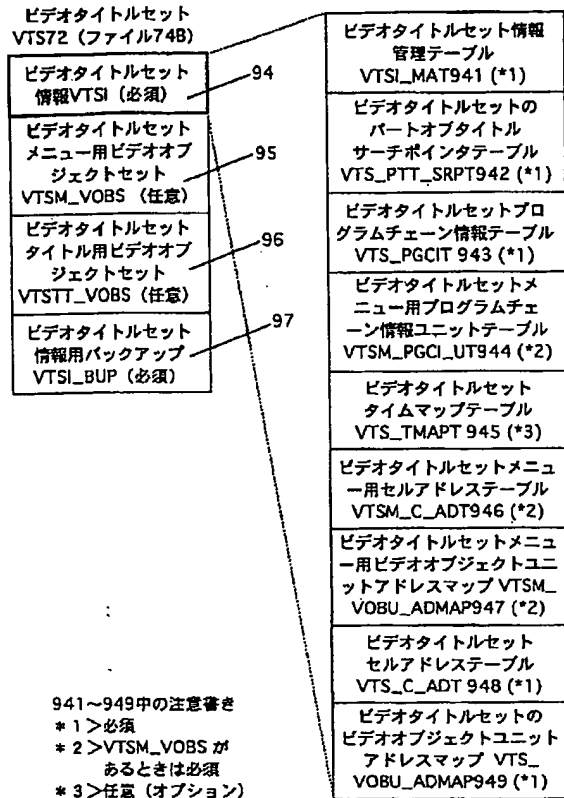 ビデオタイトルセット
VTS72（ファイル74B）
ビデオタイトルセット
情報VTSI（必須）
94
ビデオタイトルセット
メニュー用ビデオオブ
ジェクトセット
VTSM_VOBS （任意）
95
ビデオタイトルセット
タイトル用ビデオオブ
ジェクトセット
VTSTT_VOBS（任意）
96
ビデオタイトルセット
情報用バックアップ
VTSI_BUP（必須）
97
ビデオタイトルセット情報
管理テーブル
VTSI_MAT941 (*1)
ビデオタイトルセットの
パートオブタイトル
サーチポインタテーブル
VTS_PTT_SRPT942 (*1)
ビデオタイトルセットプロ
グラムチェーン情報テーブル
VTS_PGCIT 943 (*1)
ビデオタイトルセットメ
ニュー用プログラムチェ
ーン情報ユニットテーブル
VTSM_PGCI_UT944 (*2)
ビデオタイトルセット
タイムマップテーブル
VTS_TMAPT 945 (*3)
ビデオタイトルセットメニュ
ー用セルアドレステーブル
VTSM_C_ADT946 (*2)
ビデオタイトルセットメニュ
ー用ビデオオブジェクトユニ
ットアドレスマップ VTSM_
VOBU_ADMAP947 (*2)
ビデオタイトルセット
セルアドレステーブル
VTS_C_ADT 948 (*1)
ビデオタイトルセットの
ビデオオブジェクトユニット
アドレスマップ VTS_
VOBU_ADMAP949 (*1)
941～949中の注意書き
＊1＞必須
＊2＞VTSM_VOBS が
あるときは必須
＊3＞任意（オプション）